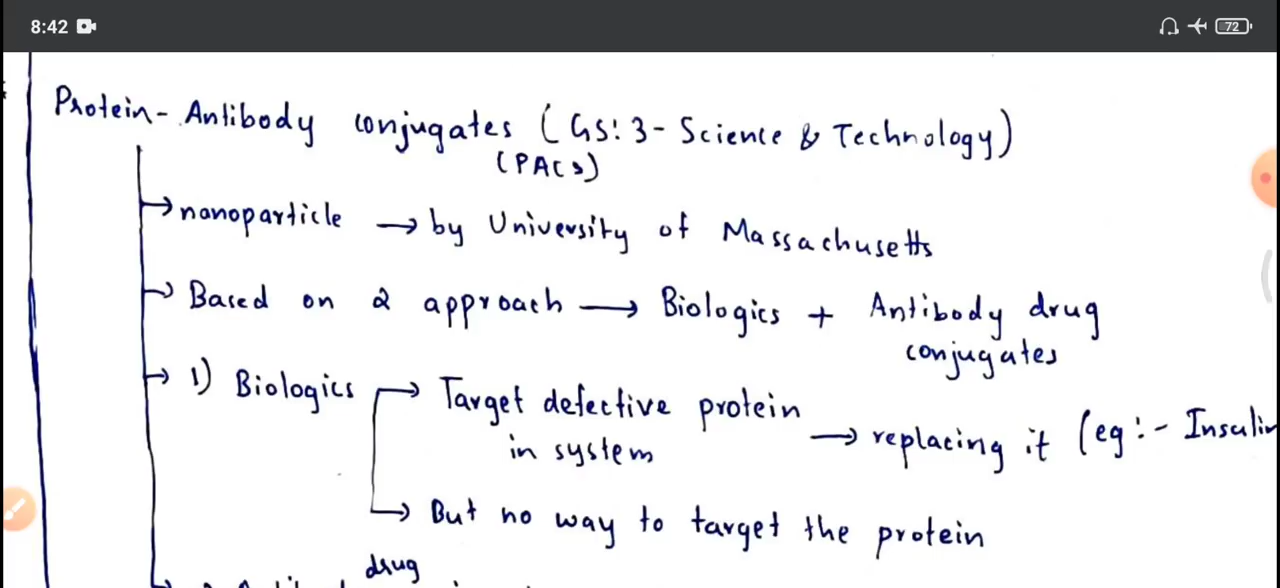 8:42
72
Protein-Antibody conjugates (GS:3-Science & Technology)
(PACs)
nanoparticle → by University of Massachusetts
Based on 2 approach → Biologics + Antibody drug
conjugates
1) Biologics → Target defective protein → replacing it (eg:- Insulin
in system
→ But no way to target the protein
drug